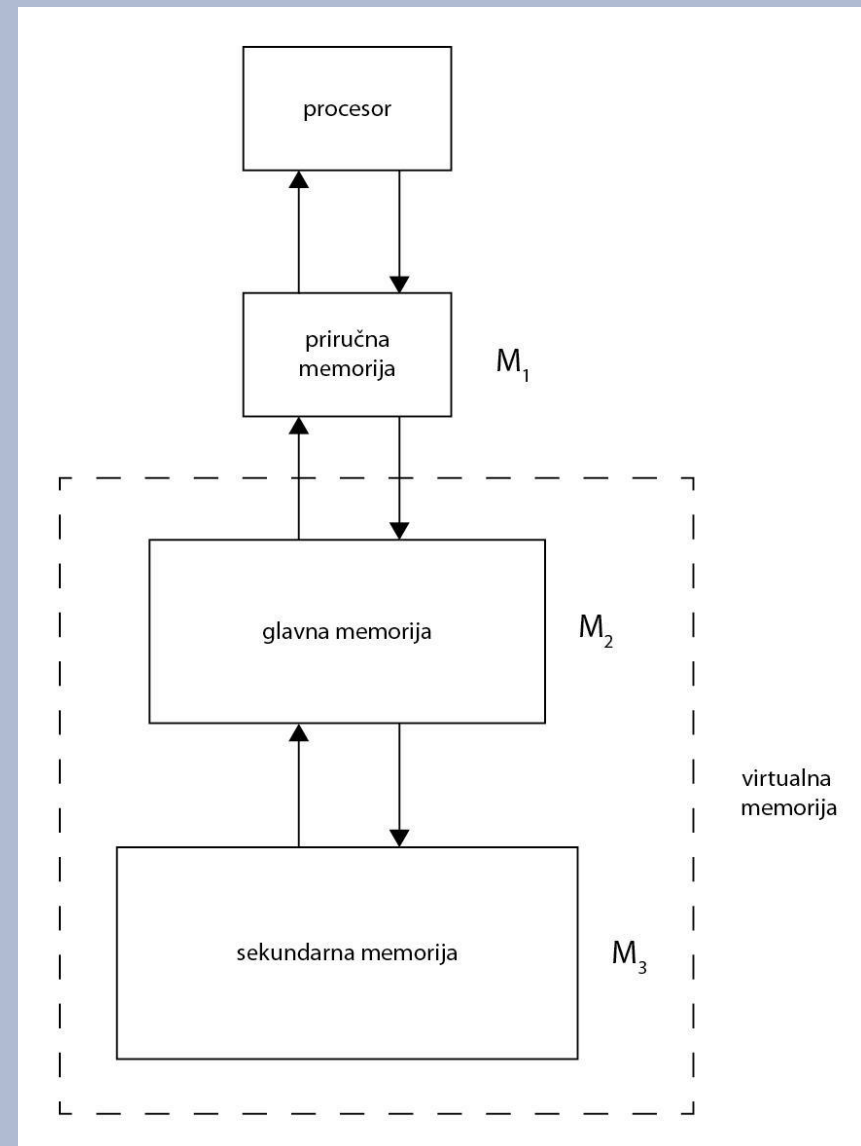 procesor
priručna
memorija
M₁
glavna memorija
M₂
virtualna
memorija
sekundarna memorija
M₃